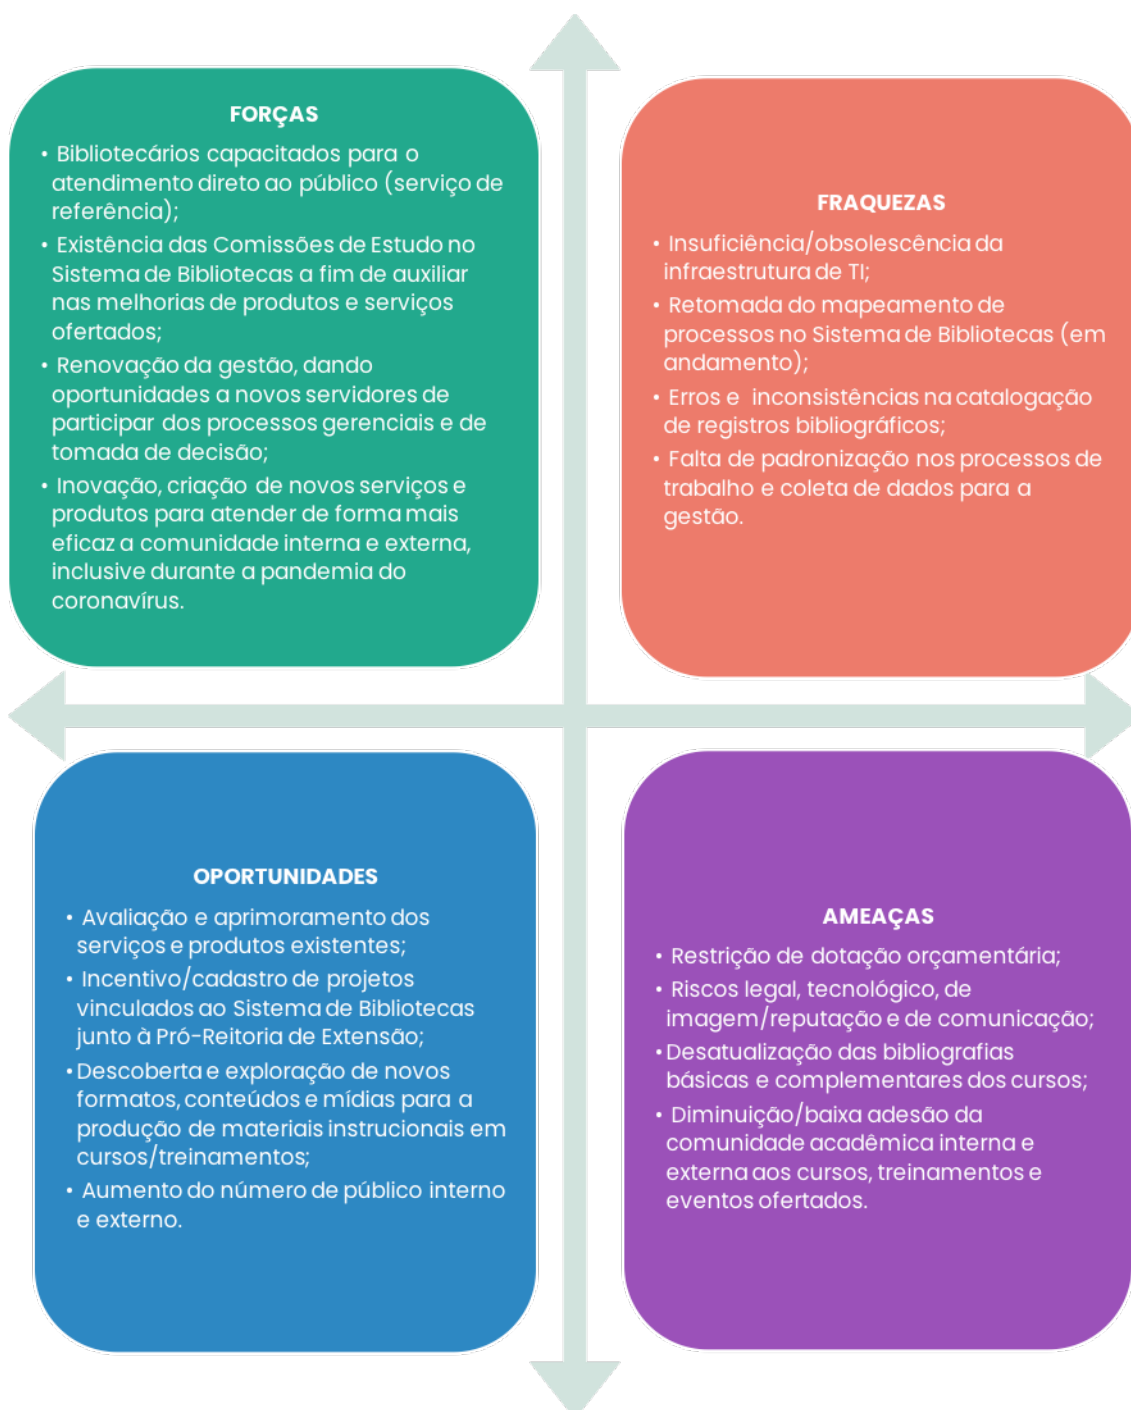 FORÇAS
• Bibliotecários capacitados para o
atendimento direto ao público (serviço de
referência);
• Existência das Comissões de Estudo no
Sistema de Bibliotecas a fim de auxiliar
nas melhorias de produtos e serviços
ofertados;
• Renovação da gestão, dando
oportunidades a novos servidores de
participar dos processos gerenciais e de
tomada de decisão;
• Inovação, criação de novos serviços e
produtos para atender de forma mais
eficaz a comunidade interna e externa,
inclusive durante a pandemia do
coronavírus.
FRAQUEZAS
• Insuficiência/obsolescência da
infraestrutura de TI;
• Retomada do mapeamento de
processos no Sistema de Bibliotecas (em
andamento);
• Erros e inconsistências na catalogação
de registros bibliográficos;
• Falta de padronização nos processos de
trabalho e coleta de dados para a
gestão.
OPORTUNIDADES
• Avaliação e aprimoramento dos
serviços e produtos existentes;
• Incentivo/cadastro de projetos
vinculados ao Sistema de Bibliotecas
junto à Pró-Reitoria de Extensão;
• Descoberta e exploração de novos
formatos, conteúdos e mídias para a
produção de materiais instrucionais em
cursos/treinamentos;
• Aumento do número de público interno
e externo.
AMEAÇAS
• Restrição de dotação orçamentária;
• Riscos legal, tecnológico, de
imagem/reputação e de comunicação;
• Desatualização das bibliografias
básicas e complementares dos cursos;
• Diminuição/baixa adesão da
comunidade acadêmica interna e
externa aos cursos, treinamentos e
eventos ofertados.